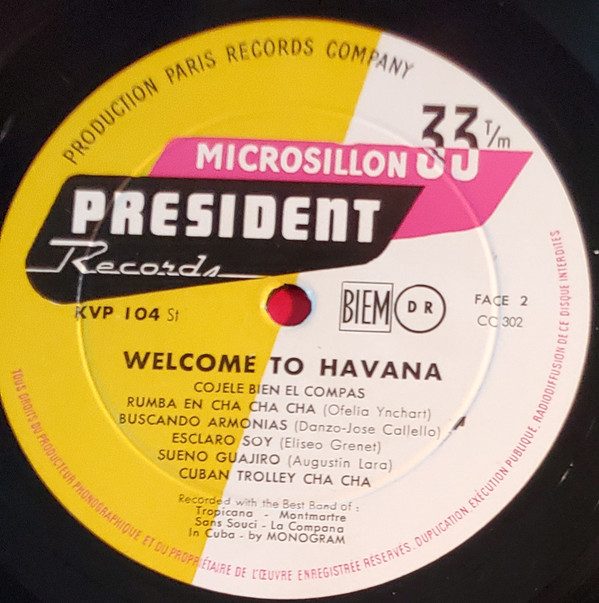 PRODUCTION PARIS RECORDS COMPANY
33 T/m
MICROSILLON
PRESIDENT
Records
KVP 104 St
BIEM
D R
FACE 2
CC 302
WELCOME TO HAVANA
COJELE BIEN EL COMPAS
RUMBA EN CHA CHA CHA (Ofelia Ynchart)
BUSCANDO ARMONIAS (Danzo-Jose Callello)
ESCLARO SOY (Eliseo Grenet)
SUENO GUAJIRO (Augustin Lara)
CUBAN TROLLEY CHA CHA
Recorded with the Best Band of :
Tropicana - Montmartre
Sans Souci - La Compana
In Cuba - by MONOGRAM
TOUS DROITS DU PRODUCTEUR PHONOGRAPHIQUE ET DU PROPRIÉTAIRE DE L'ŒUVRE ENREGISTRÉE RÉSERVÉS. DUPLICATION EXÉCUTION PUBLIQUE, RADIODIFFUSION DE CE DISQUE INTERDITES